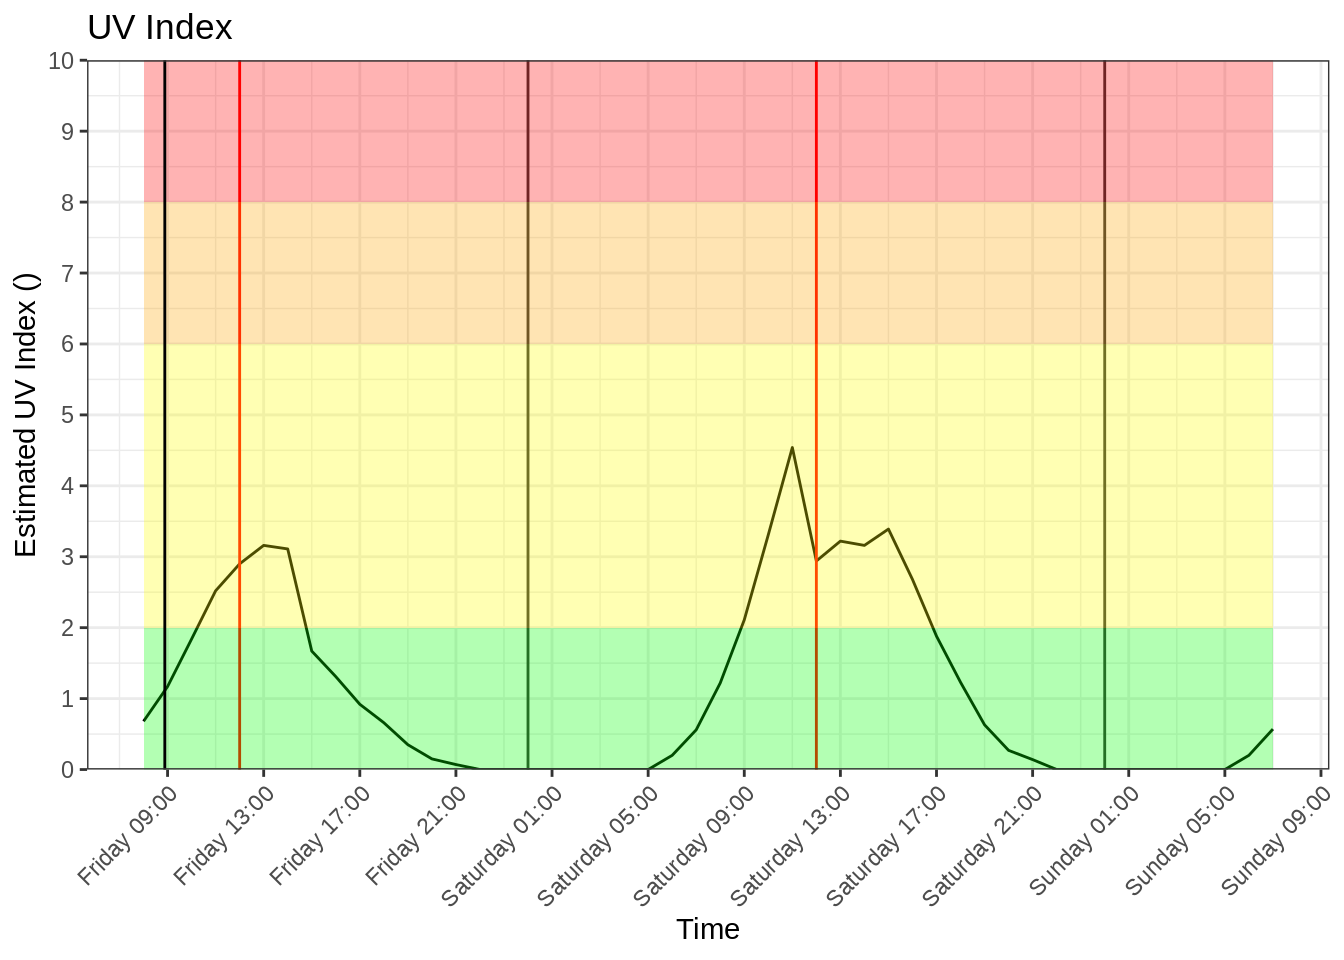 UV Index
Estimated UV Index ()
10
9
8
7
6
5
4
3
2
1
0
Friday 09:00
Friday 13:00
Friday 17:00
Friday 21:00
Saturday 01:00
Saturday 05:00
Saturday 09:00
Saturday 13:00
Saturday 17:00
Saturday 21:00
Sunday 01:00
Sunday 05:00
Sunday 09:00
Time